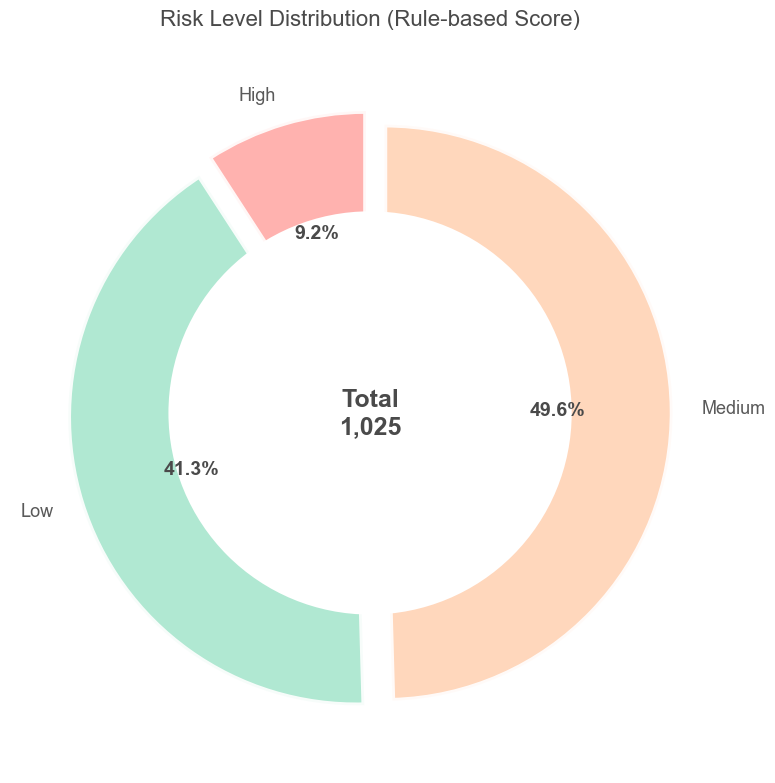 Risk Level Distribution (Rule-based Score)
High
9.2%
Total
1,025
49.6%
Medium
41.3%
Low